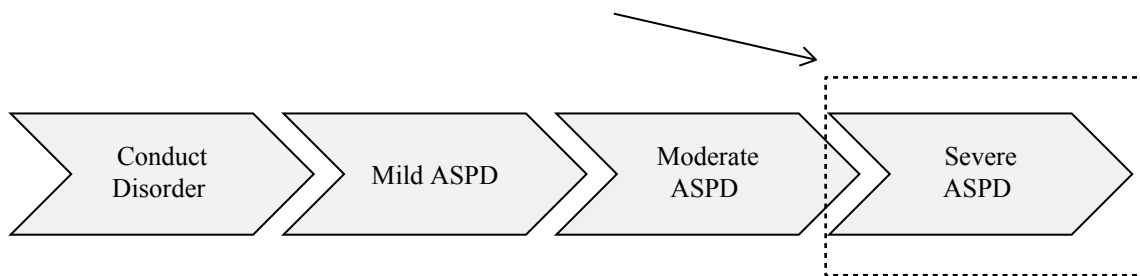 Conduct
Disorder
Mild ASPD
Moderate
ASPD
Severe
ASPD